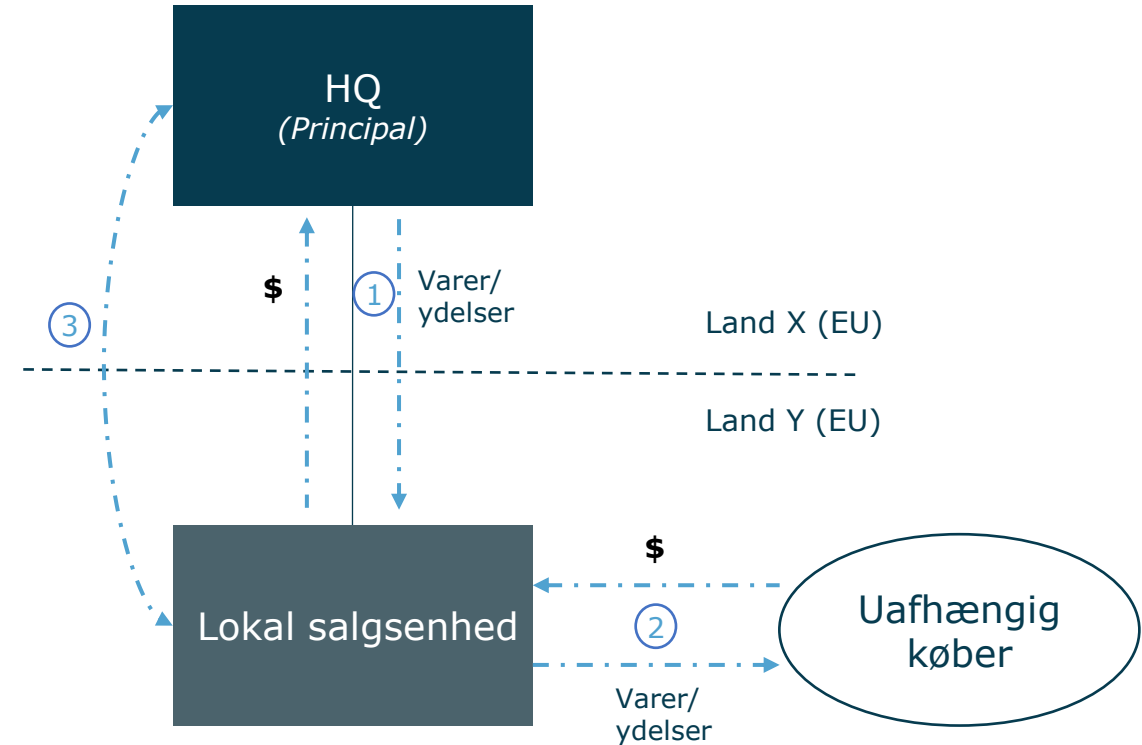 HQ
(Principal)
$
1
Varer/
ydelser
3
Land X (EU)
Land Y (EU)
Lokal salgsenhed
$
2
Varer/
ydelser
Uafhængig
køber